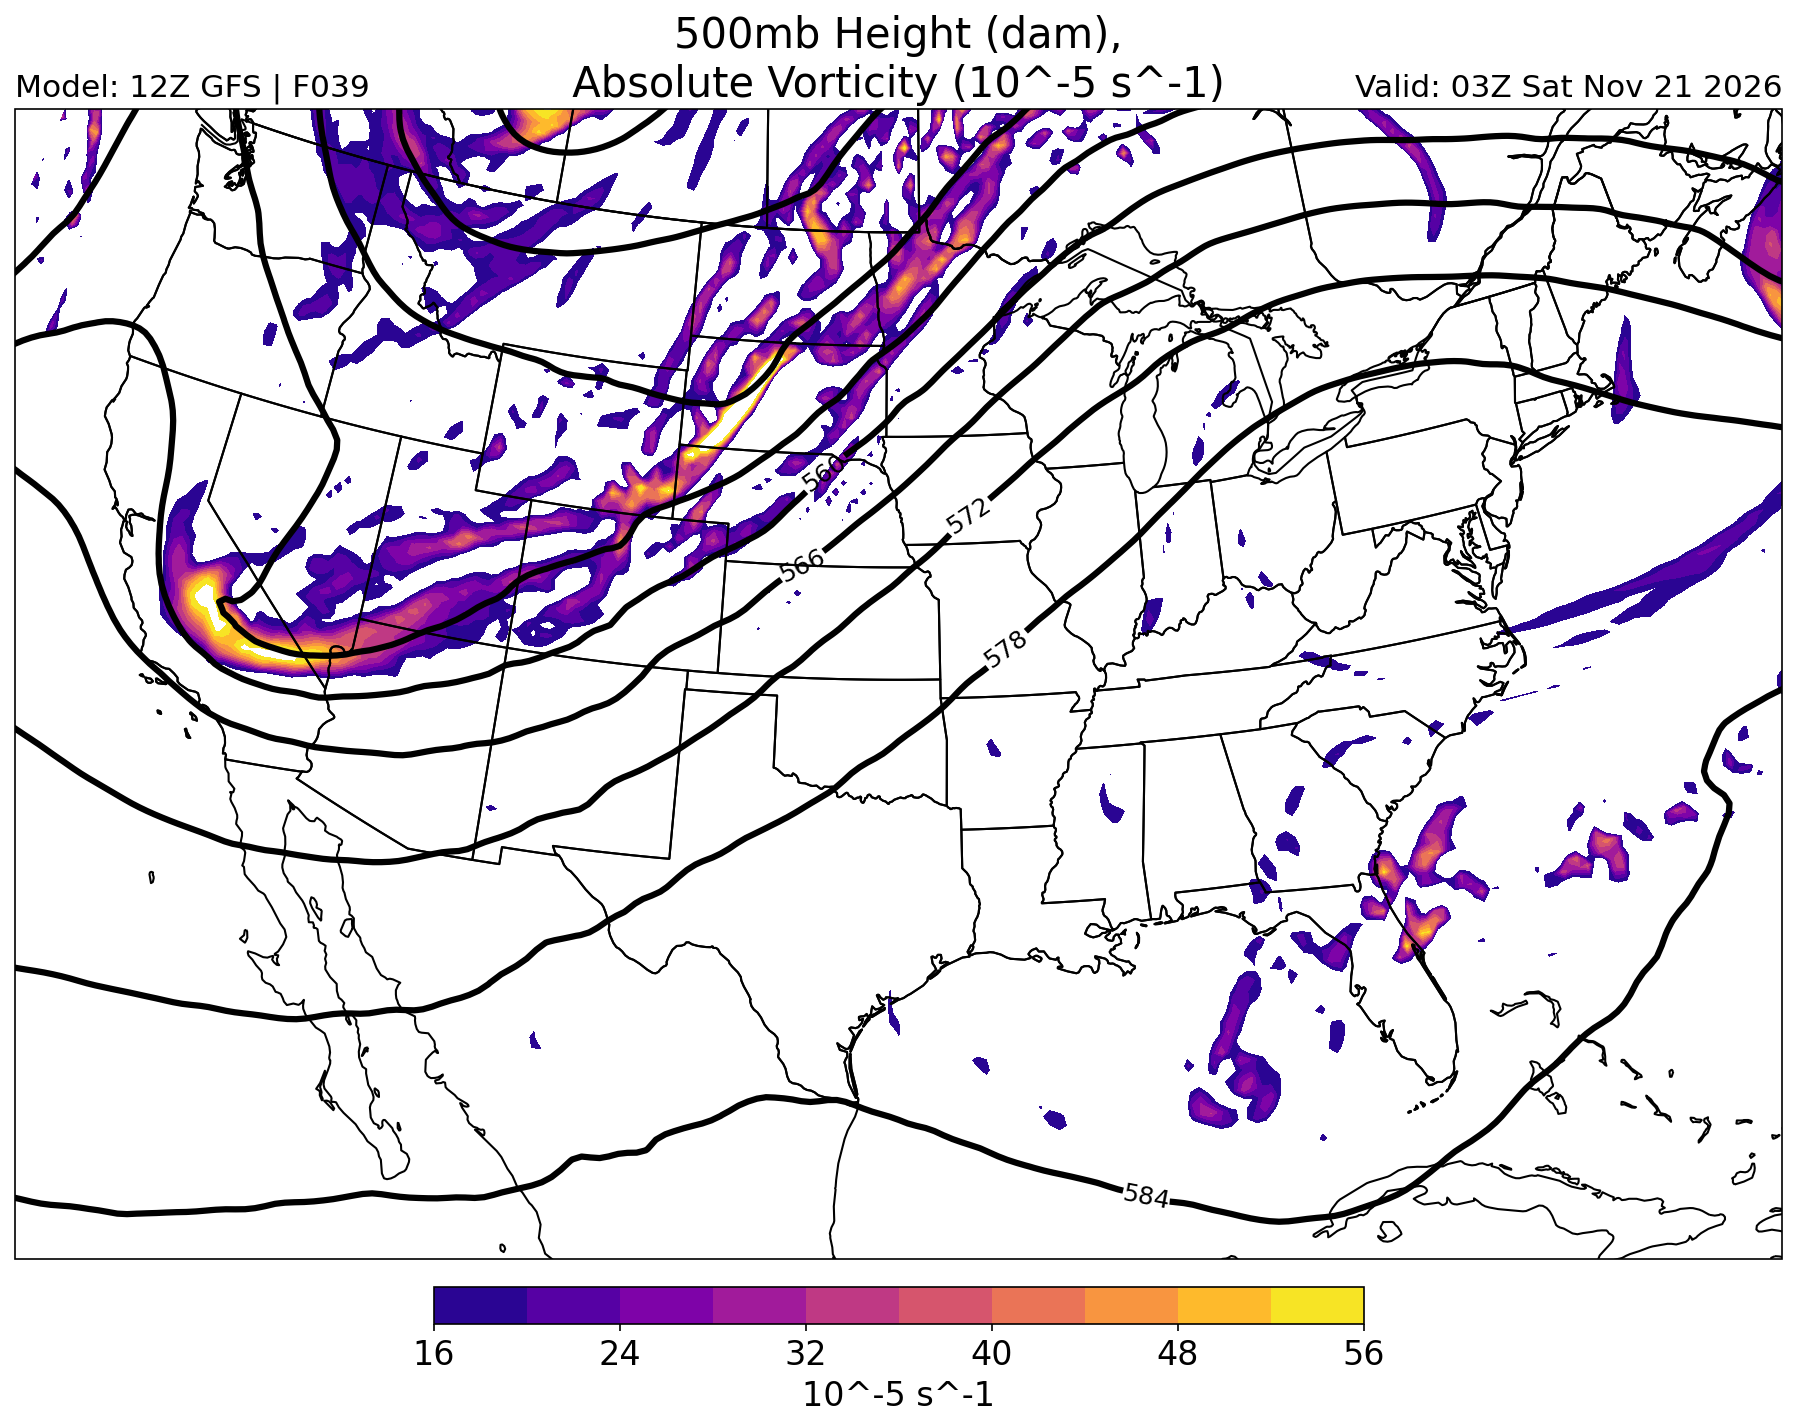 500mb Height (dam),
Absolute Vorticity (10^-5 s^-1)
Model: 12Z GFS | F039
Valid: 03Z Sat Nov 21 2026
560
572
566
578
584
16 24 32 40 48 56
10^-5 s^-1